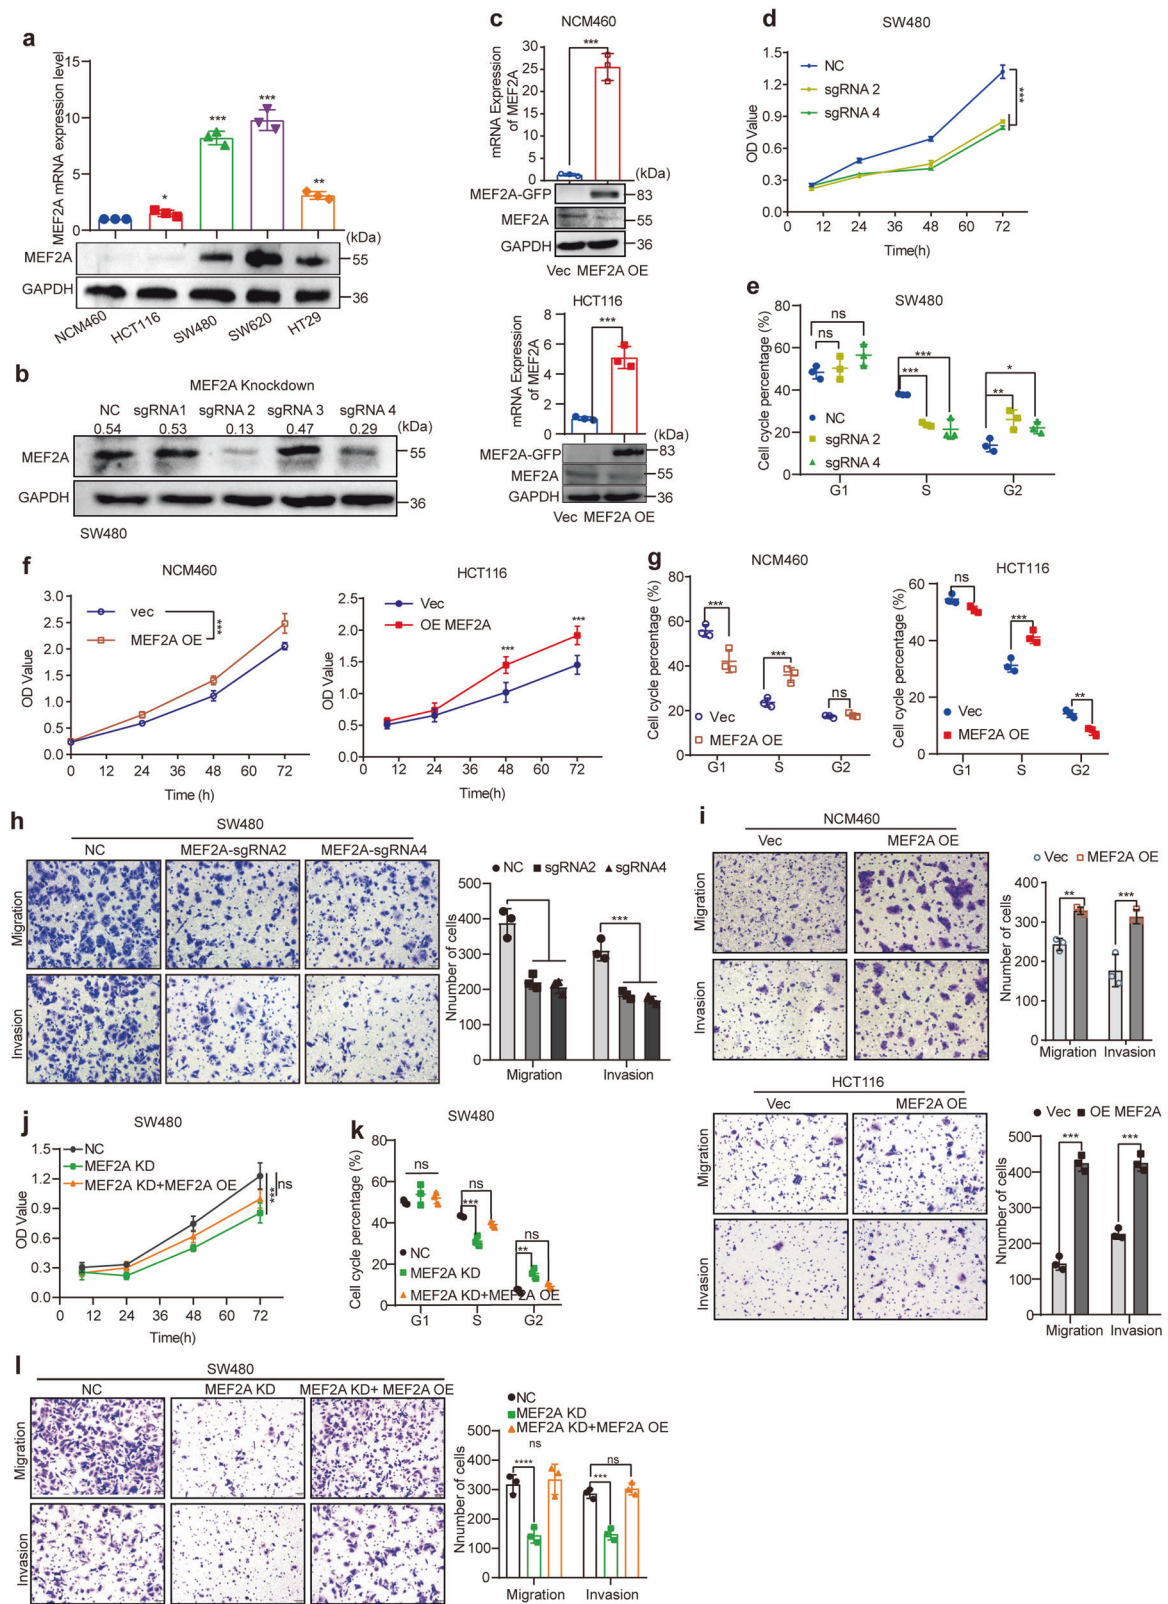 a
MEF2A mRNA expression level
15
10
5
0
*
***
***
**
(kDa)
MEF2A
55
GAPDH
36
NCM460
HCT116
SW480
SW620
HT29
b
MEF2A Knockdown
NC sgRNA1 sgRNA 2 sgRNA 3 sgRNA 4
0.54 0.53 0.13 0.47 0.29 (kDa)
MEF2A
55
GAPDH
36
SW480
c
NCM460
mRNA Expression
of MEF2A
30
25
20
15
10
5
0
***
(kDa)
MEF2A-GFP
83
MEF2A
55
GAPDH
36
Vec MEF2A OE
HCT116
mRNA Expression
of MEF2A
8
6
4
2
0
***
(kDa)
MEF2A-GFP
83
MEF2A
55
GAPDH
36
Vec MEF2A OE
d
SW480
NC
sgRNA 2
sgRNA 4
OD Value
1.5
1.2
0.9
0.6
0.3
0.0
***
0 12 24 36 48 60 72
Time(h)
e
SW480
Cell cycle percentage (%)
80
60
40
20
0
ns
ns
***
***
*
**
NC
sgRNA 2
sgRNA 4
G1 S G2
f
NCM460
vec
MEF2A OE
***
OD Value
3.0
2.5
2.0
1.5
1.0
0.5
0.0
0 12 24 36 48 60 72
Time (h)
HCT116
Vec
OE MEF2A
*** ***
OD Value
2.5
2.0
1.5
1.0
0.5
0.0
0 12 24 36 48 60 72
Time(h)
g
NCM460
Cell cycle percentage (%)
80
60
40
20
0
***
***
ns
Vec
MEF2A OE
G1 S G2
HCT116
Cell cycle percentage (%)
60
40
20
0
ns
***
**
Vec
MEF2A OE
G1 S G2
h
SW480
NC MEF2A-sgRNA2 MEF2A-sgRNA4
Migration
Invasion
NC sgRNA2 sgRNA4
Nnumber of cells
500
400
300
200
100
0
***
Migration Invasion
i
NCM460
Vec MEF2A OE
Migration
Invasion
Vec MEF2A OE
Nnumber of cells
400
300
200
100
0
** ***
Migration Invasion
HCT116
Vec MEF2A OE
Migration
Invasion
Vec OE MEF2A
Nnumber of cells
500
400
300
200
100
0
*** ***
Migration Invasion
j
SW480
NC
MEF2A KD
MEF2A KD+MEF2A OE
OD Value
1.5
1.2
0.9
0.6
0.3
0.0
***
ns
0 12 24 36 48 60 72
Time(h)
k
SW480
Cell cycle percentage (%)
80
60
40
20
0
ns
ns
***
ns
**
NC
MEF2A KD
MEF2A KD+MEF2A OE
G1 S G2
l
SW480
NC MEF2A KD MEF2A KD+ MEF2A OE
Migration
Invasion
NC
MEF2A KD
MEF2A KD+MEF2A OE
Nnumber of cells
500
400
300
200
100
0
ns
****
ns
***
Migration Invasion